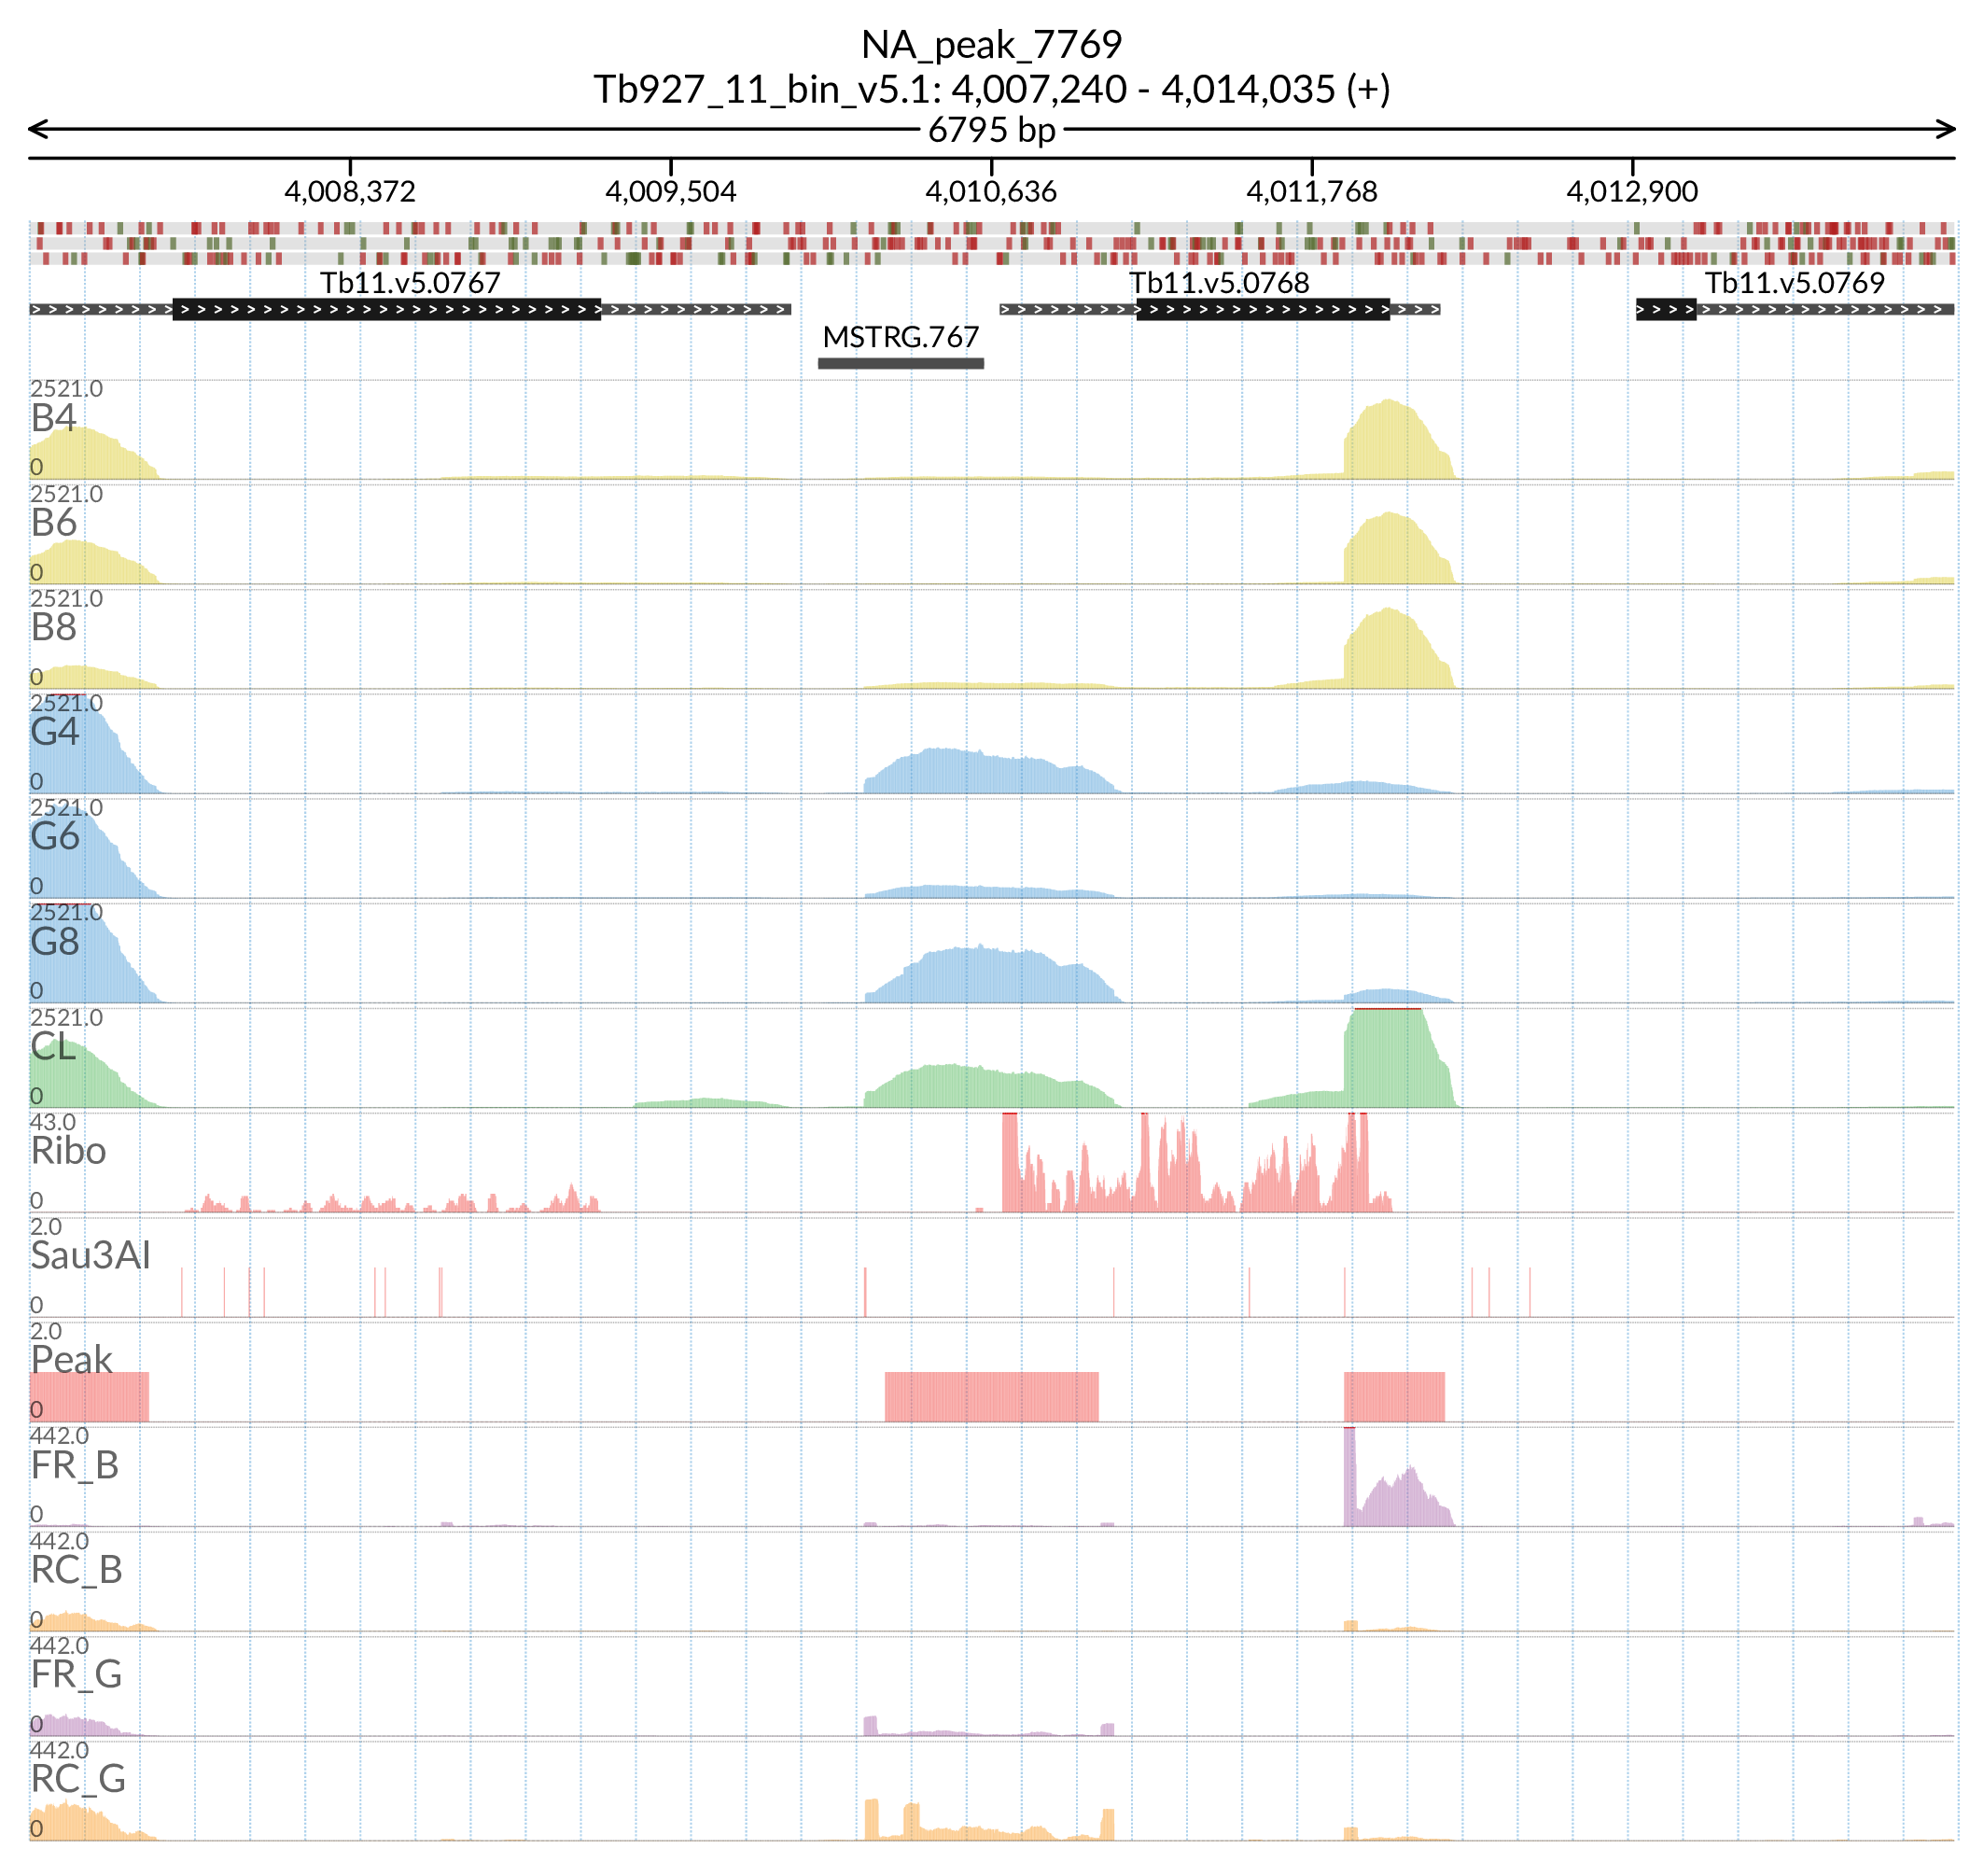 NA_peak_7769
Tb927_11_bin_v5.1: 4,007,240 - 4,014,035 (+)
6795 bp
4,008,372 4,009,504 4,010,636 4,011,768 4,012,900
Tb11.v5.0767 Tb11.v5.0768 Tb11.v5.0769
MSTRG.767
2521.0
B4
0
2521.0
B6
0
2521.0
B8
0
2521.0
G4
0
2521.0
G6
0
2521.0
G8
0
2521.0
CL
0
43.0
Ribo
0
2.0
Sau3AI
0
2.0
Peak
0
442.0
FR_B
0
442.0
RC_B
0
442.0
FR_G
0
442.0
RC_G
0